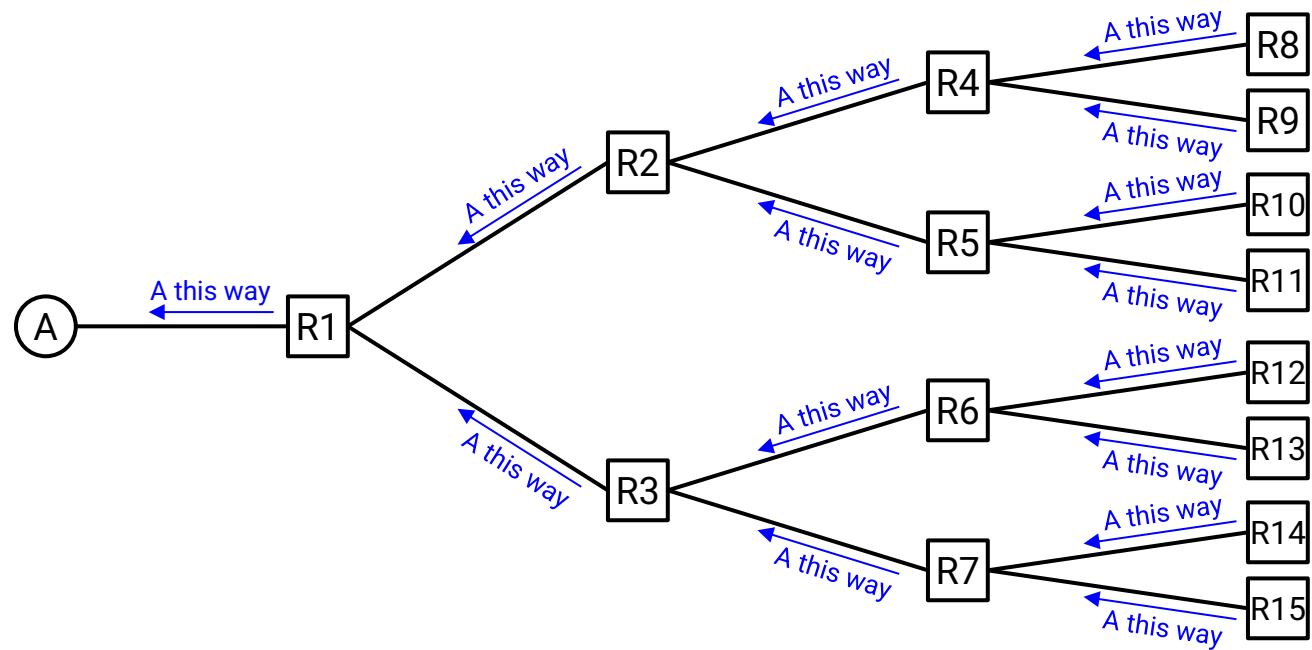 A this way
R8
A this way
R4
R9
A this way
A this way
R2
A this way
R10
A this way
R5
A this way
R11
A this way
A this way
A
R1
A this way
R12
A this way
R6
A this way
R13
A this way
R3
A this way
R14
A this way
R7
A this way
R15